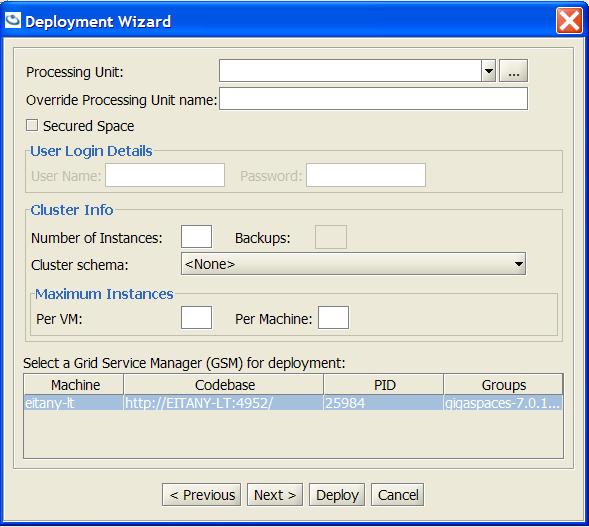 Deployment Wizard
Processing Unit:
...
Override Processing Unit name:
Secured Space
User Login Details
User Name: Password:
Cluster Info
Number of Instances: Backups:
Cluster schema: <None>
Maximum Instances
Per VM: Per Machine:
Select a Grid Service Manager (GSM) for deployment:
Machine Codebase PID Groups
eitany-lt http://EITANY-LT:4952/ 25984 gigaspaces-7.0.1...
< Previous Next > Deploy Cancel